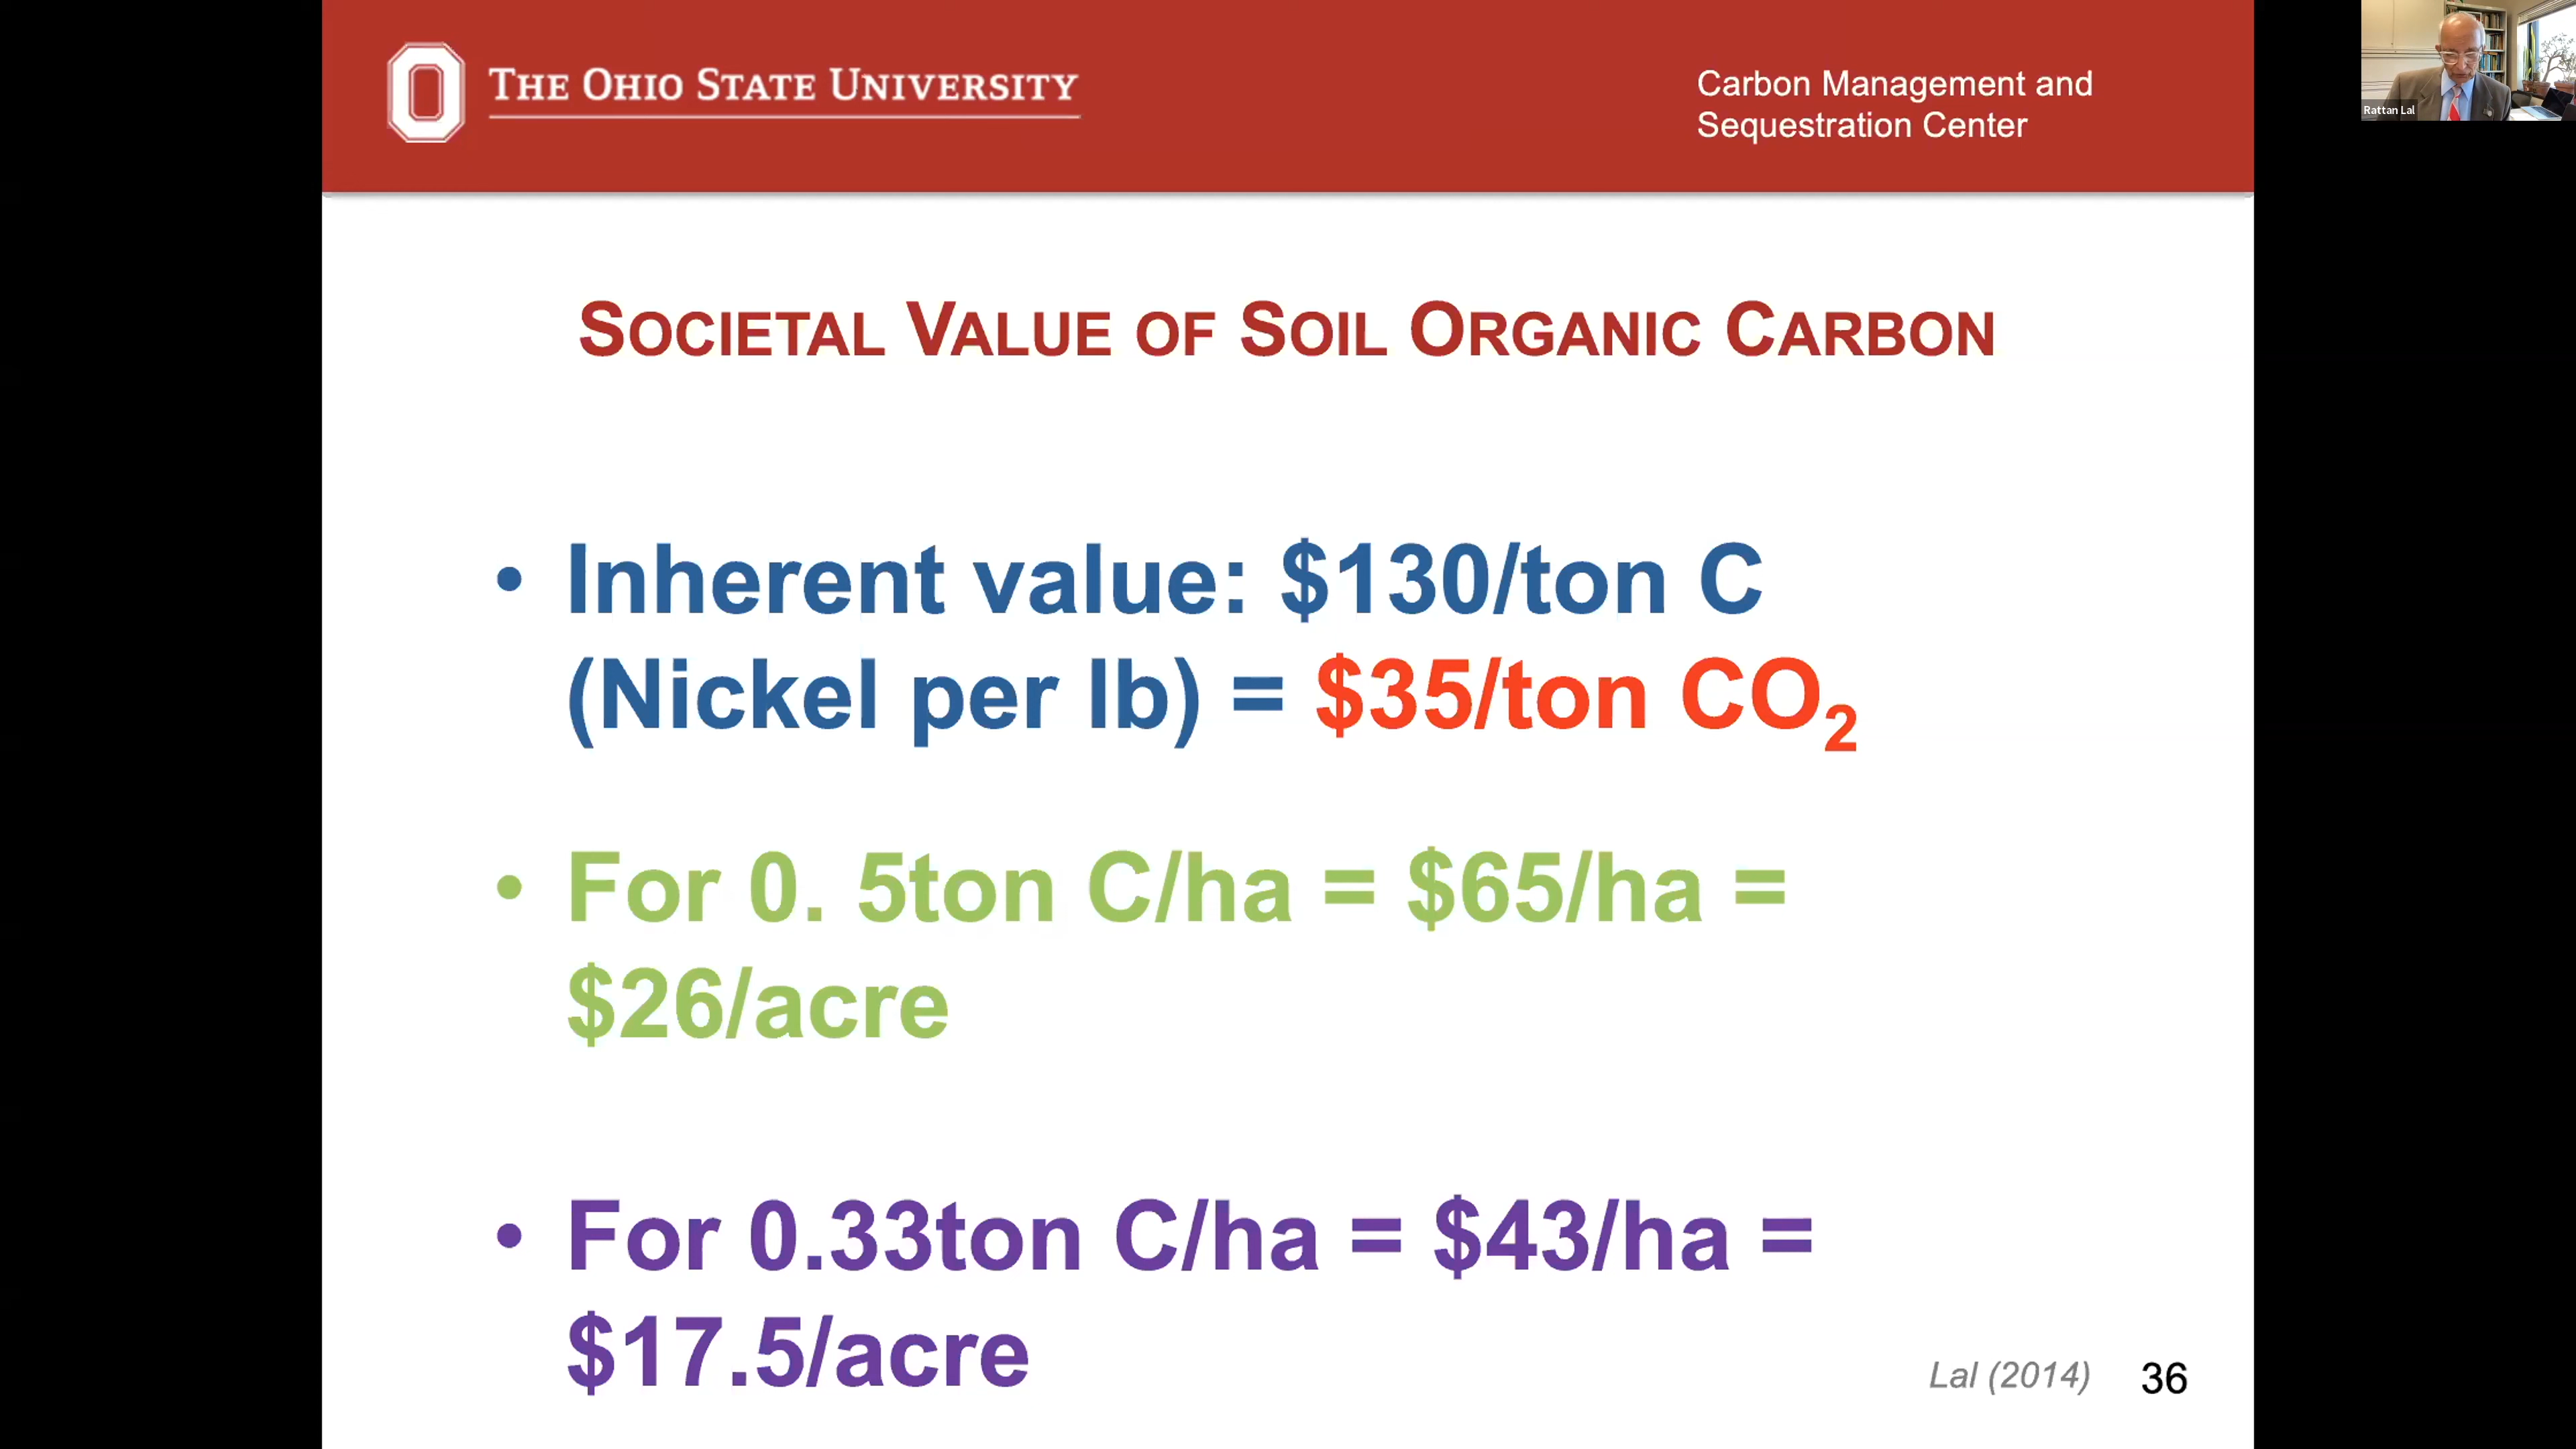 THE OHIO STATE UNIVERSITY
Carbon Management and
Sequestration Center
Rattan Lal
SOCIETAL VALUE OF SOIL ORGANIC CARBON
• Inherent value: $130/ton C
(Nickel per lb) = $35/ton CO₂
• For 0. 5ton C/ha = $65/ha =
$26/acre
• For 0.33ton C/ha = $43/ha =
$17.5/acre
Lal (2014) 36